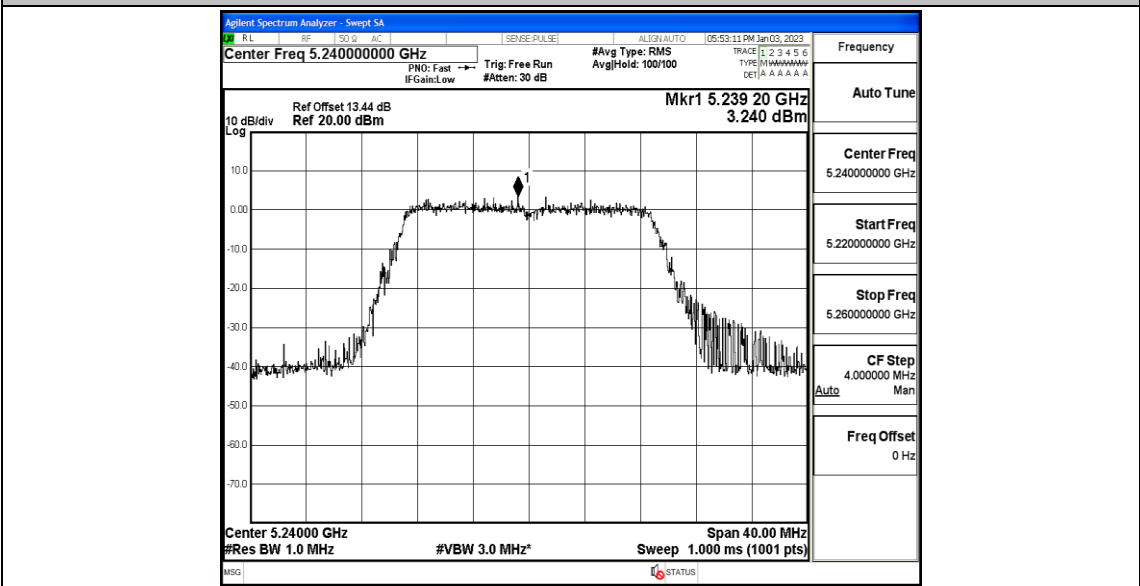 Agilent Spectrum Analyzer - Swept SA
RL RF 50 Ω AC SENSE:PULSE ALIGNAUTO 05:53:11 PM Jan 03, 2023
Center Freq 5.240000000 GHz
PNO: Fast
IFGain:Low
Trig: Free Run
#Atten: 30 dB
#Avg Type: RMS
Avg|Hold: 100/100
TRACE 1 2 3 4 5 6
TYPE M WWWWW
DET A A A A A A
Ref Offset 13.44 dB
10 dB/div Ref 20.00 dBm
Log
Mkr1 5.239 20 GHz
3.240 dBm
10.0
0.00
-10.0
-20.0
-30.0
-40.0
-50.0
-60.0
-70.0
1
Center 5.24000 GHz
Span 40.00 MHz
#Res BW 1.0 MHz
#VBW 3.0 MHz*
Sweep 1.000 ms (1001 pts)
MSG
STATUS
Frequency
Auto Tune
Center Freq
5.240000000 GHz
Start Freq
5.220000000 GHz
Stop Freq
5.260000000 GHz
CF Step
4.000000 MHz
Auto Man
Freq Offset
0 Hz